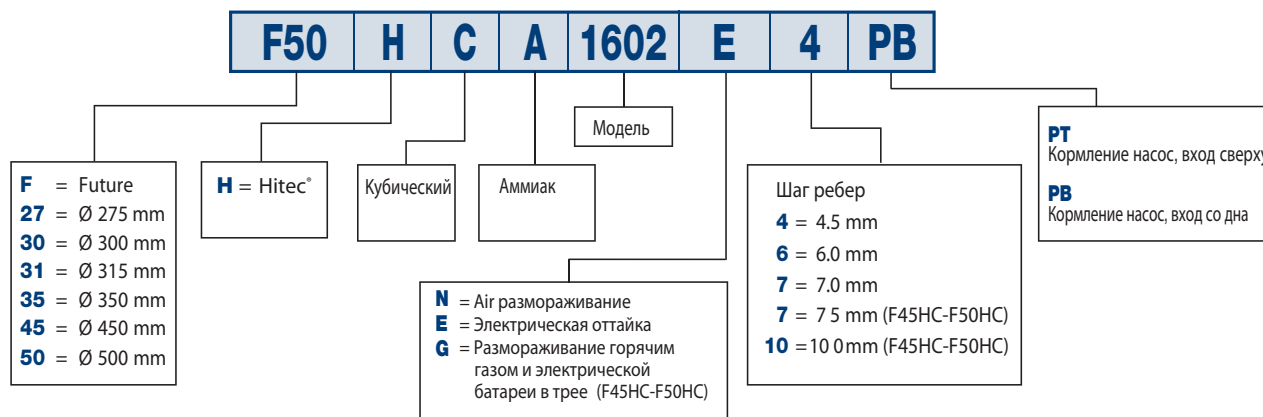 F50 H C A 1602 E 4 PB
Модель
F = Future
27 = Ø 275 mm
30 = Ø 300 mm
31 = Ø 315 mm
35 = Ø 350 mm
45 = Ø 450 mm
50 = Ø 500 mm
H = Hitec®
Кубический
Аммиак
N = Air размораживание
E = Электрическая оттайка
G = Размораживание горячим
газом и электрической
батареи в трее (F45HC-F50HC)
Шаг ребер
4 = 4.5 mm
6 = 6.0 mm
7 = 7.0 mm
7 = 7 5 mm (F45HC-F50HC)
10 =10 0mm (F45HC-F50HC)
PT
Кормление насос, вход сверху
PB
Кормление насос, вход со дна